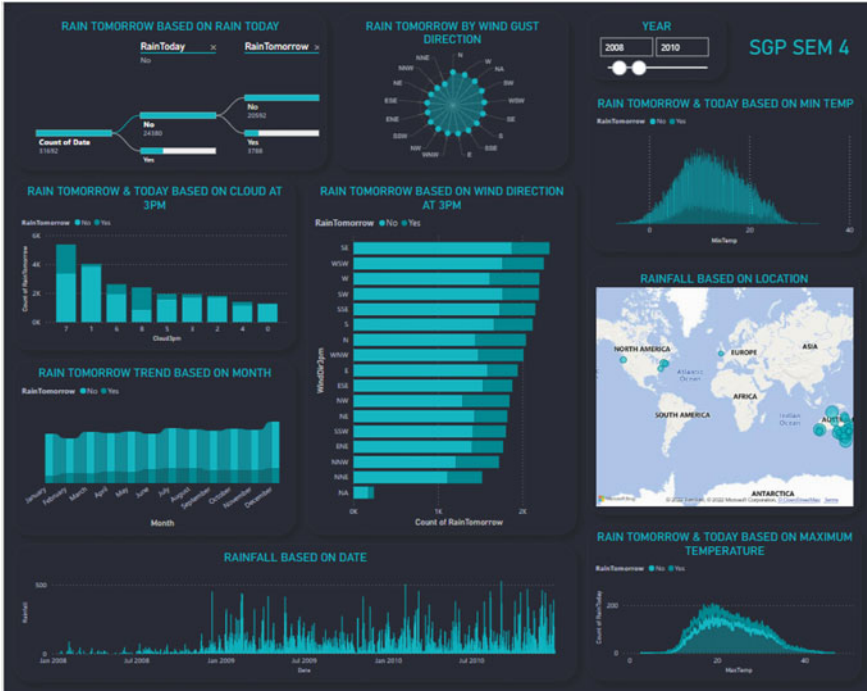 RAIN TOMORROW BASED ON RAIN TODAY
RainToday ×
No
RainTomorrow ×
Count of Date
31692
No
24380
Yes
No
20592
Yes
3788
RAIN TOMORROW BY WIND GUST
DIRECTION
N
W
NA
SW
WSW
SE
S
SSE
E
WNW
NW
SSW
ENE
ESE
NE
NNW
NNE
YEAR
2008
2010
SGP SEM 4
RAIN TOMORROW & TODAY BASED ON MIN TEMP
RainTomorrow No Yes
0 20 40
MinTemp
RAIN TOMORROW & TODAY BASED ON CLOUD AT
3PM
RainTomorrow No Yes
Count of RainTomorrow
6K
4K
2K
0K
7 1 6 8 5 3 2 4 0
Cloud3pm
RAIN TOMORROW BASED ON WIND DIRECTION
AT 3PM
RainTomorrow No Yes
WindDir3pm
SE
WSW
W
SW
SSE
S
N
WNW
E
ESE
NW
NE
SSW
ENE
NNW
NNE
NA
0K 1K 2K
Count of RainTomorrow
RAINFALL BASED ON LOCATION
NORTH AMERICA
EUROPE
ASIA
Atlantic
Ocean
AFRICA
SOUTH AMERICA
Indian
Ocean
ANTARCTICA
Microsoft Bing
Terms
RAIN TOMORROW TREND BASED ON MONTH
RainTomorrow No Yes
January
February
March
April
May
June
July
August
September
October
November
December
Month
RAINFALL BASED ON DATE
Rainfall
500
0
Jan 2008 Jul 2008 Jan 2009 Jul 2009 Jan 2010 Jul 2010
Date
RAIN TOMORROW & TODAY BASED ON MAXIMUM
TEMPERATURE
RainTomorrow No Yes
Count of RainToday
200
0
20 40
MaxTemp